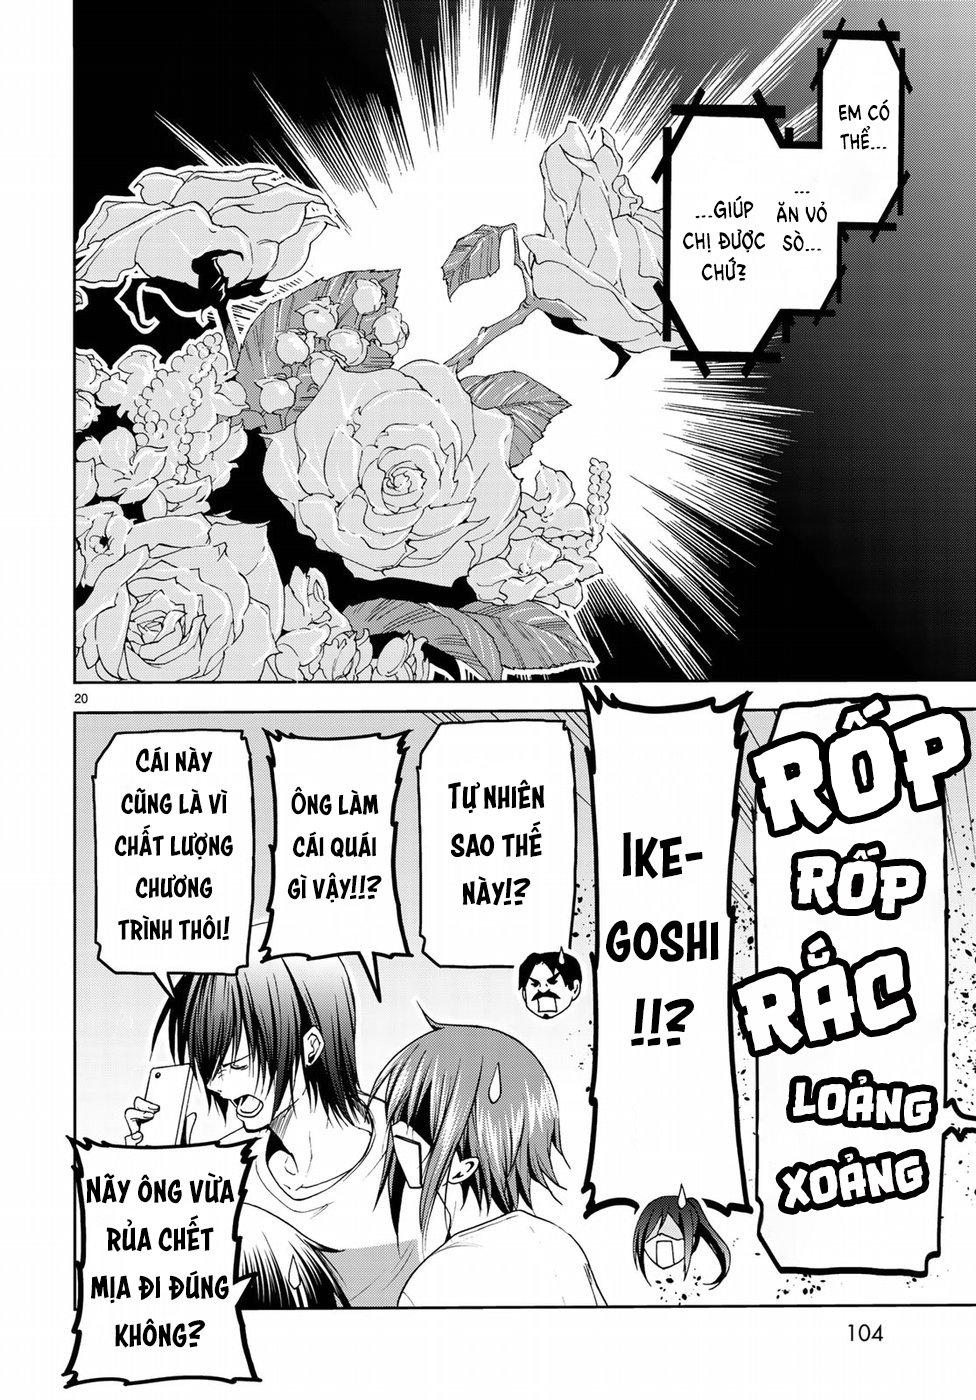 EM CÓ
THỂ...
...
ĂN VỎ
SÒ...
...GIÚP
CHỊ ĐƯỢC
CHỨ?
20
RỐP
RỐP
RẮC
LOẢNG
XOẢNG
IKE-
GOSHI
!!?
TỰ NHIÊN
SAO THẾ
NÀY!?
ÔNG LÀM
CÁI QUÁI
GÌ VẬY!!?
CÁI NÀY
CŨNG LÀ VÌ
CHẤT LƯỢNG
CHƯƠNG
TRÌNH THÔI!
NÃY ÔNG VỪA
RỦA CHẾT
MỊA ĐI ĐÚNG
KHÔNG?
104